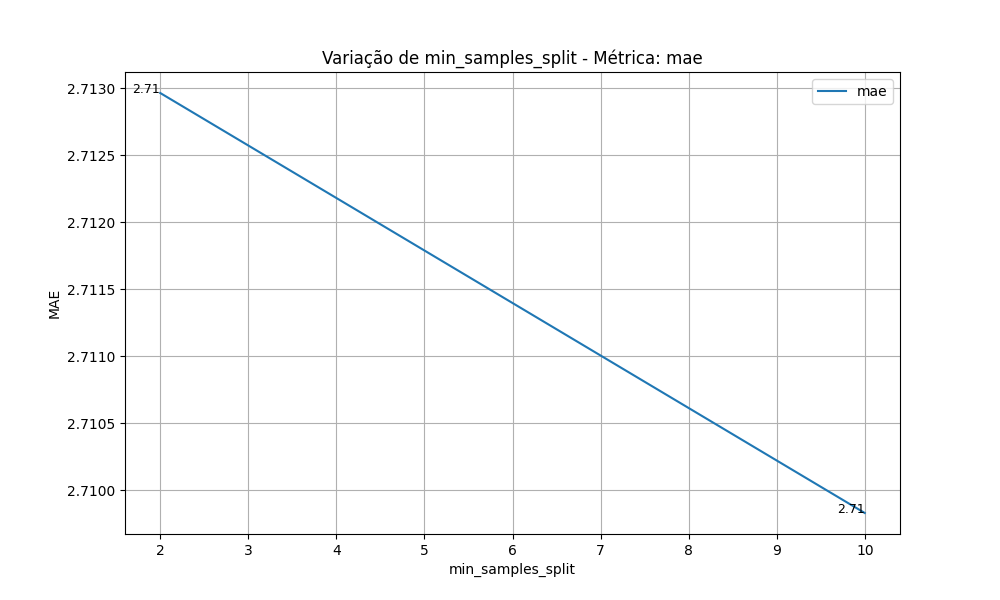 Variação de min_samples_split - Métrica: mae
mae
MAE
2.7130
2.7125
2.7120
2.7115
2.7110
2.7105
2.7100
2.71
2.71
2 3 4 5 6 7 8 9 10
min_samples_split